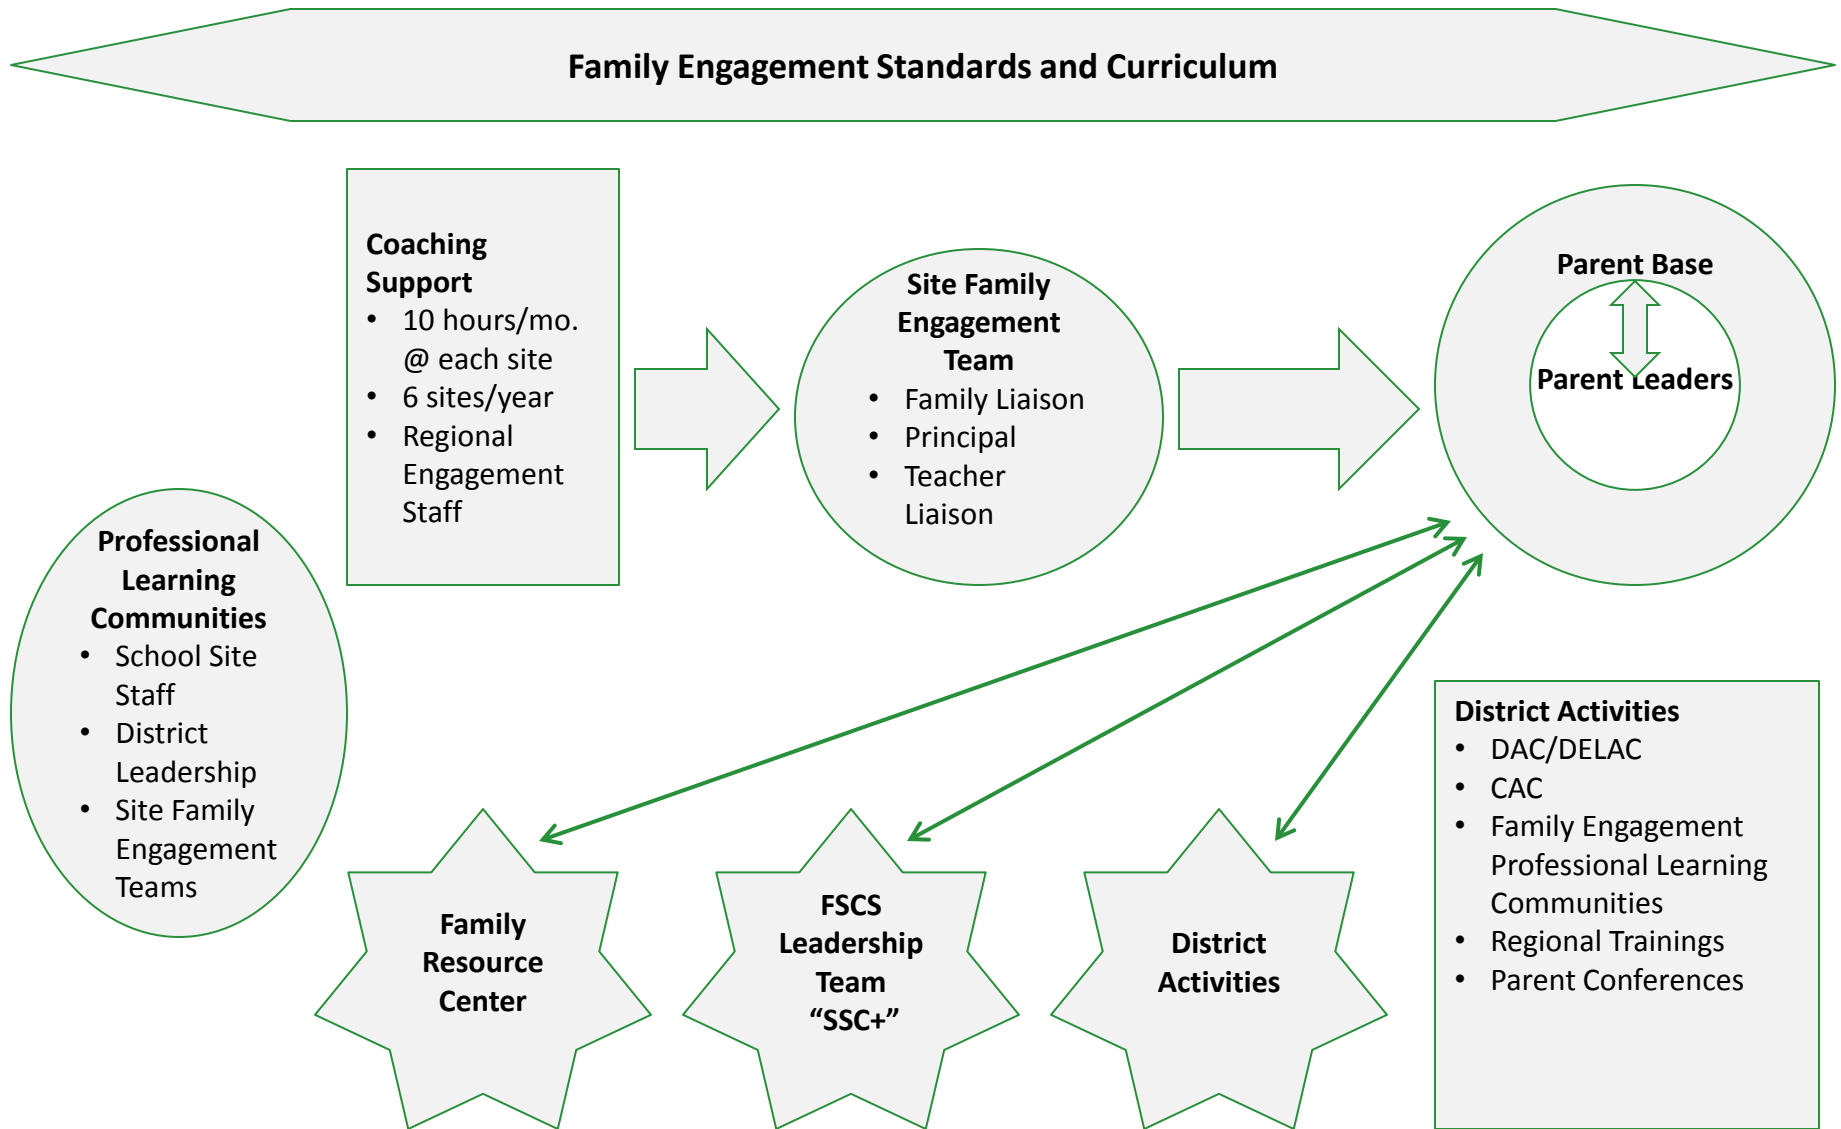 Family Engagement Standards and Curriculum
Coaching
Support
• 10 hours/mo.
@ each site
• 6 sites/year
• Regional
Engagement
Staff
Site Family
Engagement
Team
• Family Liaison
• Principal
• Teacher
Liaison
Parent Base
Parent Leaders
Professional
Learning
Communities
• School Site
Staff
• District
Leadership
• Site Family
Engagement
Teams
Family
Resource
Center
FSCS
Leadership
Team
“SSC+”
District
Activities
District Activities
• DAC/DELAC
• CAC
• Family Engagement
Professional Learning
Communities
• Regional Trainings
• Parent Conferences